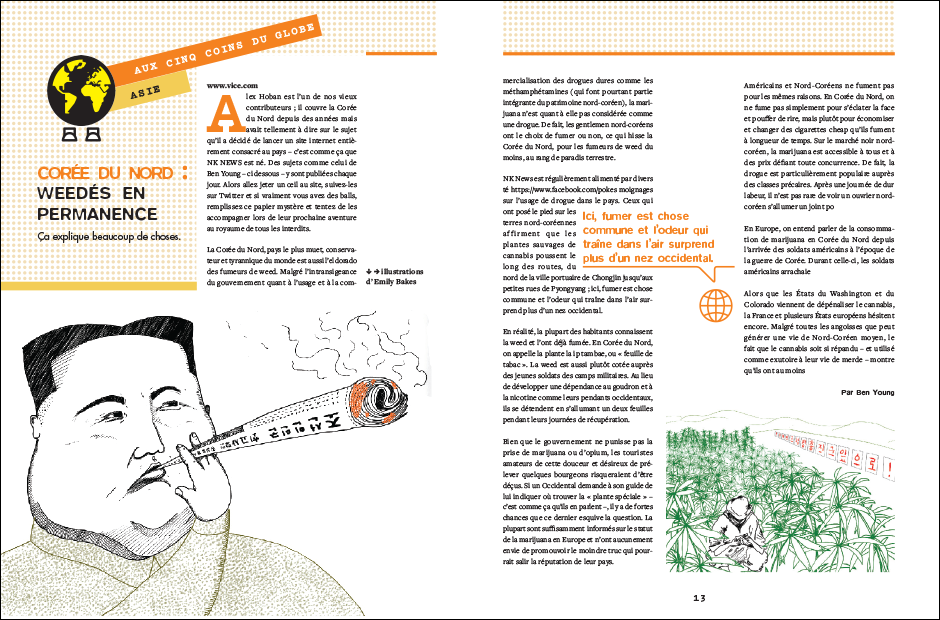 AUX CINQ COINS DU GLOBE
ASIE
CORÉE DU NORD :
WEEDÉS EN
PERMANENCE
Ça explique beaucoup de choses.
www.vice.com
Alex Hoban est l'un de nos vieux
contributeurs ; il couvre la Corée
du Nord depuis des années mais
avait tellement à dire sur le sujet
qu'il a décidé de lancer un site internet entiè-
rement consacré au pays – c'est comme ça que
NK NEWS est né. Des sujets comme celui de
Ben Young – ci dessous – y sont publiées chaque
jour. Alors allez jeter un œil au site, suivez-les
sur Twitter et si vraiment vous avez des balls,
remplissez ce papier mystère et tentez de les
accompagner lors de leur prochaine aventure
au royaume de tous les interdits.
La Corée du Nord, pays le plus muet, conserva-
teur et tyrannique du monde est aussi l'eldorado
des fumeurs de weed. Malgré l'intransigeance
du gouvernement quant à l'usage et à la com-
illustrations
d'Emily Bakes
mercialisation des drogues dures comme les
méthamphétamines (qui font pourtant partie
intégrante du patrimoine nord-coréen), la mari-
juana n'est quant à elle pas considérée comme
une drogue. De fait, les gentlemen nord-coréens
ont le choix de fumer ou non, ce qui hisse la
Corée du Nord, pour les fumeurs de weed du
moins, au rang de paradis terrestre.
NK News est régulièrement alimenté par divers
té https://www.facebook.com/pokes moignages
sur l'usage de drogue dans le pays. Ceux qui
ont posé le pied sur les
terres nord-coréennes
affirment que les
plantes sauvages de
cannabis poussent le
long des routes, du
nord de la ville portuaire de Chongjin jusqu'aux
petites rues de Pyongyang ; ici, fumer est chose
commune et l'odeur qui traîne dans l'air sur-
prend plus d'un nez occidental.
Ici, fumer est chose
commune et l'odeur qui
traîne dans l'air surprend
plus d'un nez occidental.
En réalité, la plupart des habitants connaissent
la weed et l'ont déjà fumée. En Corée du Nord,
on appelle la plante la ip tambae, ou « feuille de
tabac ». La weed est aussi plutôt cotée auprès
des jeunes soldats des camps militaires. Au lieu
de développer une dépendance au goudron et à
la nicotine comme leurs pendants occidentaux,
ils se détendent en s'allumant un deux feuilles
pendant leurs journées de récupération.
Bien que le gouvernement ne punisse pas la
prise de marijuana ou d'opium, les touristes
amateurs de cette douceur et désireux de pré-
lever quelques bourgeons risqueraient d'être
déçus. Si un Occidental demande à son guide de
lui indiquer où trouver la « plante spéciale » –
c'est comme ça qu'ils en parlent –, il y a de fortes
chances que ce dernier esquive la question. La
plupart sont suffisamment informés sur le statut
de la marijuana en Europe et n'ont aucunement
envie de promouvoir le moindre truc qui pour-
rait salir la réputation de leur pays.
Américains et Nord-Coréens ne fument pas
pour les mêmes raisons. En Corée du Nord, on
ne fume pas simplement pour s'éclater la face
et pouffer de rire, mais plutôt pour économiser
et changer des cigarettes cheap qu'ils fument
à longueur de temps. Sur le marché noir nord-
coréen, la marijuana est accessible à tous et à
des prix défiant toute concurrence. De fait, la
drogue est particulièrement populaire auprès
des classes précaires. Après une journée de dur
labeur, il n'est pas rare de voir un ouvrier nord-
coréen s'allumer un joint po
En Europe, on entend parler de la consomma-
tion de marijuana en Corée du Nord depuis
l'arrivée des soldats américains à l'époque de
la guerre de Corée. Durant celle-ci, les soldats
américains arrachaie
Alors que les États du Washington et du
Colorado viennent de dépénaliser le cannabis,
la France et plusieurs États européens hésitent
encore. Malgré toutes les angoisses que peut
générer une vie de Nord-Coréen moyen, le
fait que le cannabis soit si répandu – et utilisé
comme exutoire à leur vie de merde – montre
qu'ils ont au moins
Par Ben Young
13